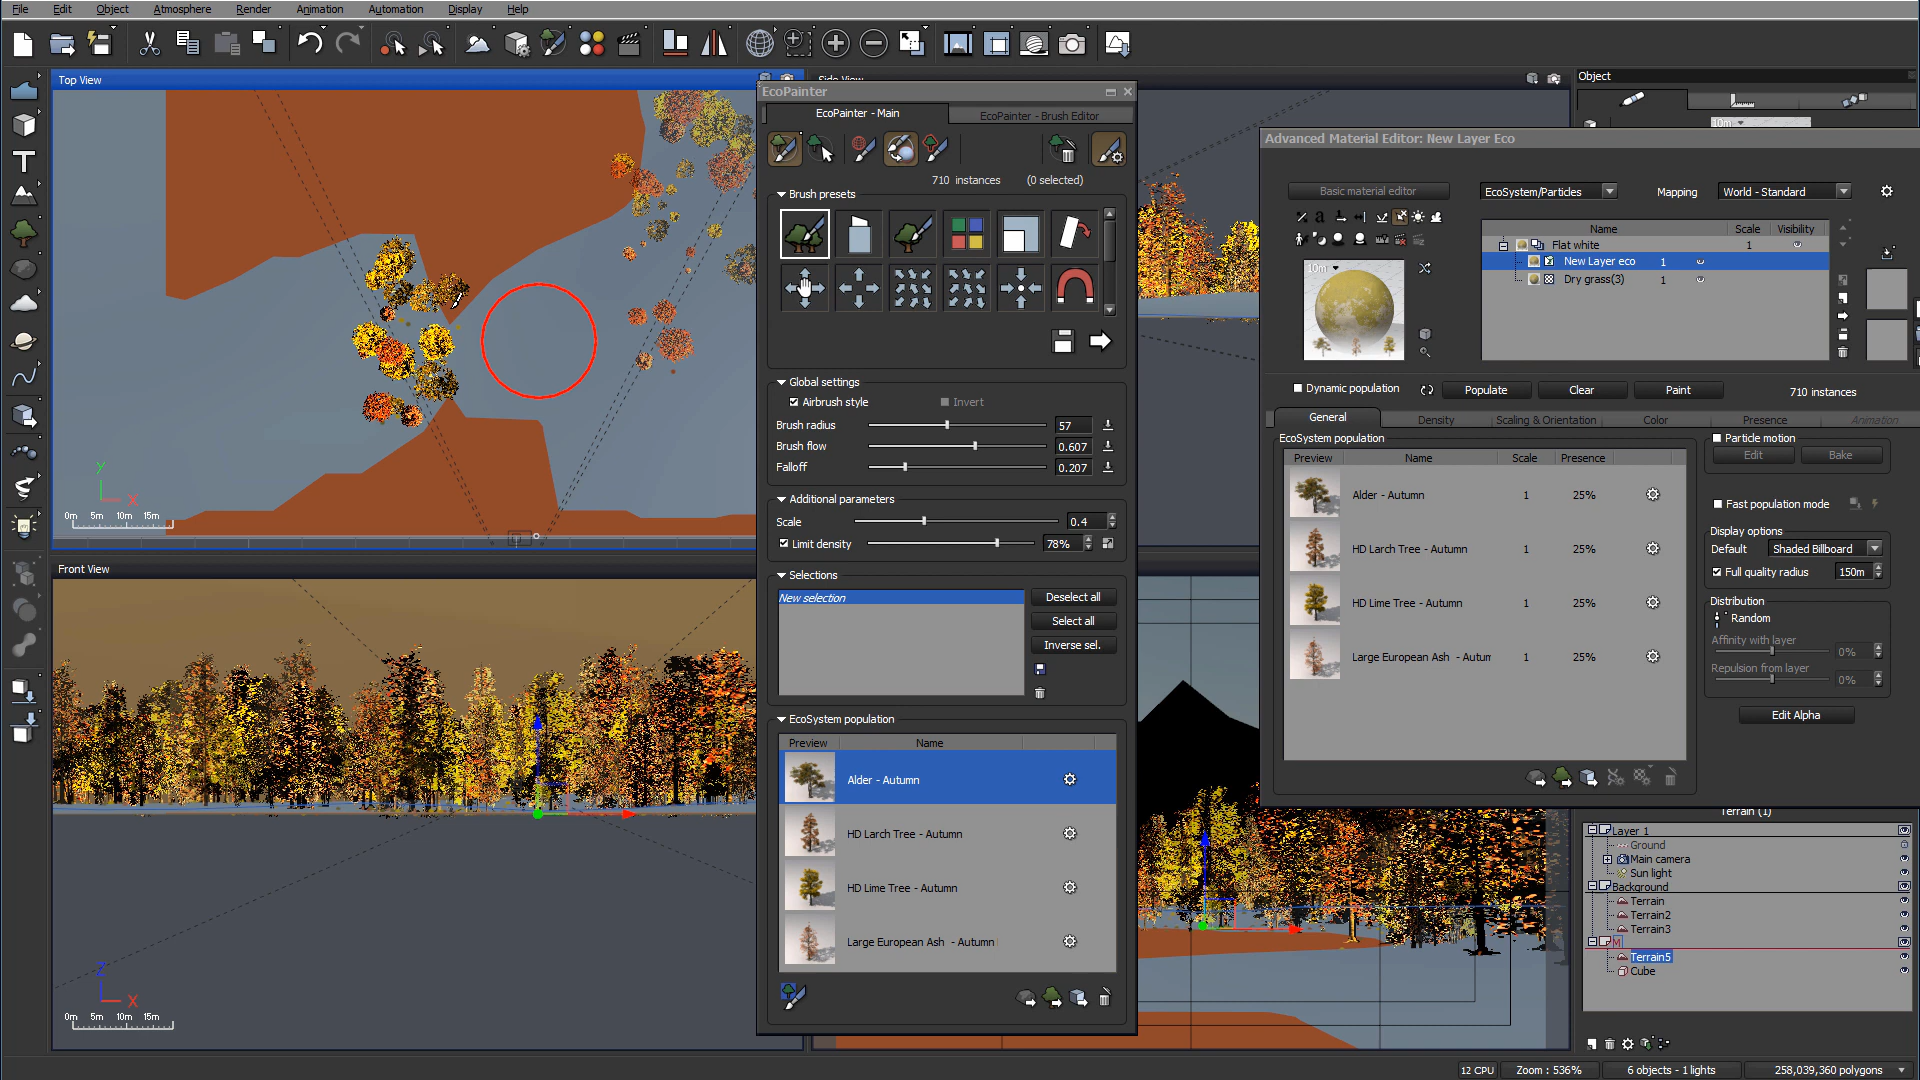 File Edit Object Atmosphere Render Animation Automation Display Help
Top View
Side View
Object
EcoPainter
EcoPainter - Main
EcoPainter - Brush Editor
710 instances (0 selected)
Brush presets
Global settings
Airbrush style
Invert
Brush radius 57
Brush flow 0.607
Falloff 0.207
Additional parameters
Scale 0.4
Limit density 78%
Selections
New selection
Deselect all
Select all
Inverse sel.
EcoSystem population
Preview Name
Alder - Autumn
HD Larch Tree - Autumn
HD Lime Tree - Autumn
Large European Ash - Autumn
Y
X
0m 5m 10m 15m
Front View
Z
X
0m 5m 10m 15m
10m
Advanced Material Editor: New Layer Eco
Basic material editor
EcoSystem/Particles
Mapping
World - Standard
Name Scale Visibility
Flat white 1
New Layer eco 1
Dry grass(3) 1
10m
Dynamic population
Populate
Clear
Paint
710 instances
General Density Scaling & Orientation Color Presence Animation
EcoSystem population
Preview Name Scale Presence
Alder - Autumn 1 25%
HD Larch Tree - Autumn 1 25%
HD Lime Tree - Autumn 1 25%
Large European Ash - Autum 1 25%
Particle motion
Edit
Bake
Fast population mode
Display options
Default Shaded Billboard
Full quality radius 150m
Distribution
Random
Affinity with layer
0%
Repulsion from layer
0%
Edit Alpha
Terrain (1)
Layer 1
Ground
Main camera
Sun light
Background
Terrain
Terrain2
Terrain3
M
Terrain5
Cube
12 CPU
Zoom : 536%
6 objects - 1 lights
258,039,360 polygons